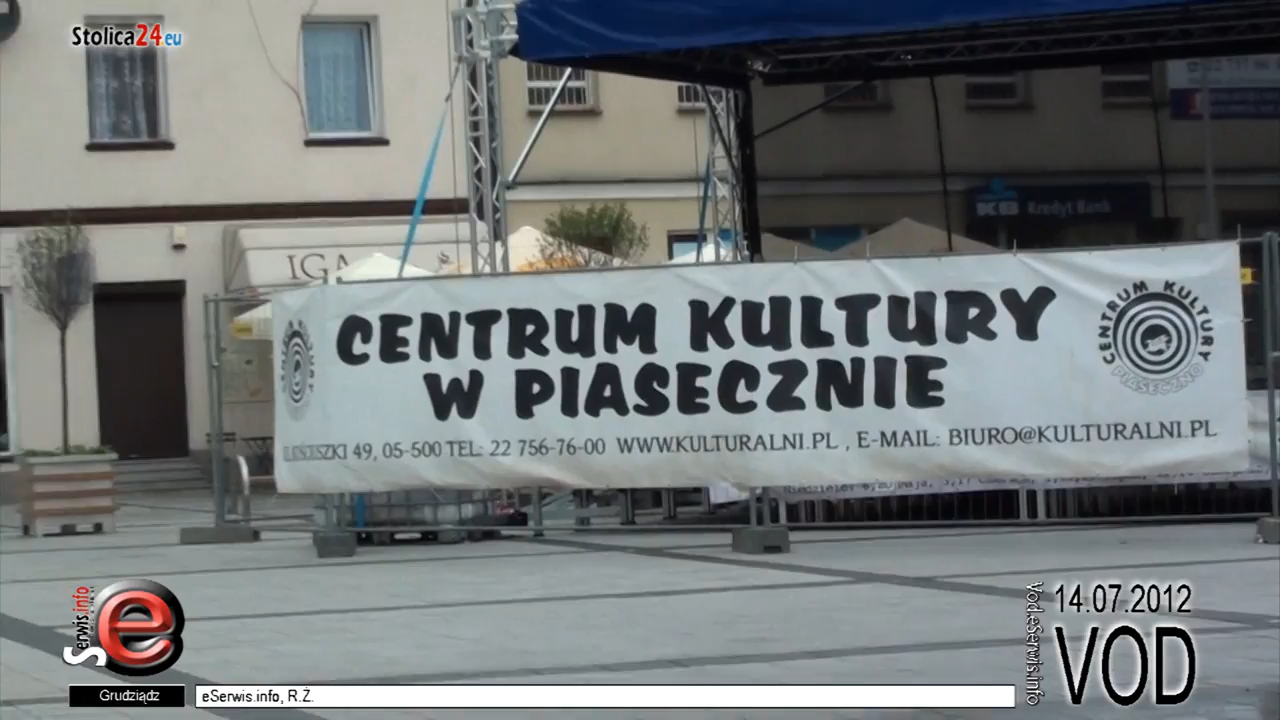 Stolica24.eu
KB Kredyt Bank
IGA
CENTRUM KULTURY
W PIASECZNIE
49, 05-500 TEL: 22 756-76-00 WWW.KULTURALNI.PL , E-MAIL: BIURO@KULTURALNI.PL
CENTRUM KULTURY
PIASECZNO
Serwis.info
e
Grudziądz
eSerwis.info, R.Ż.
Vod.eSerwis.info
14.07.2012
VOD